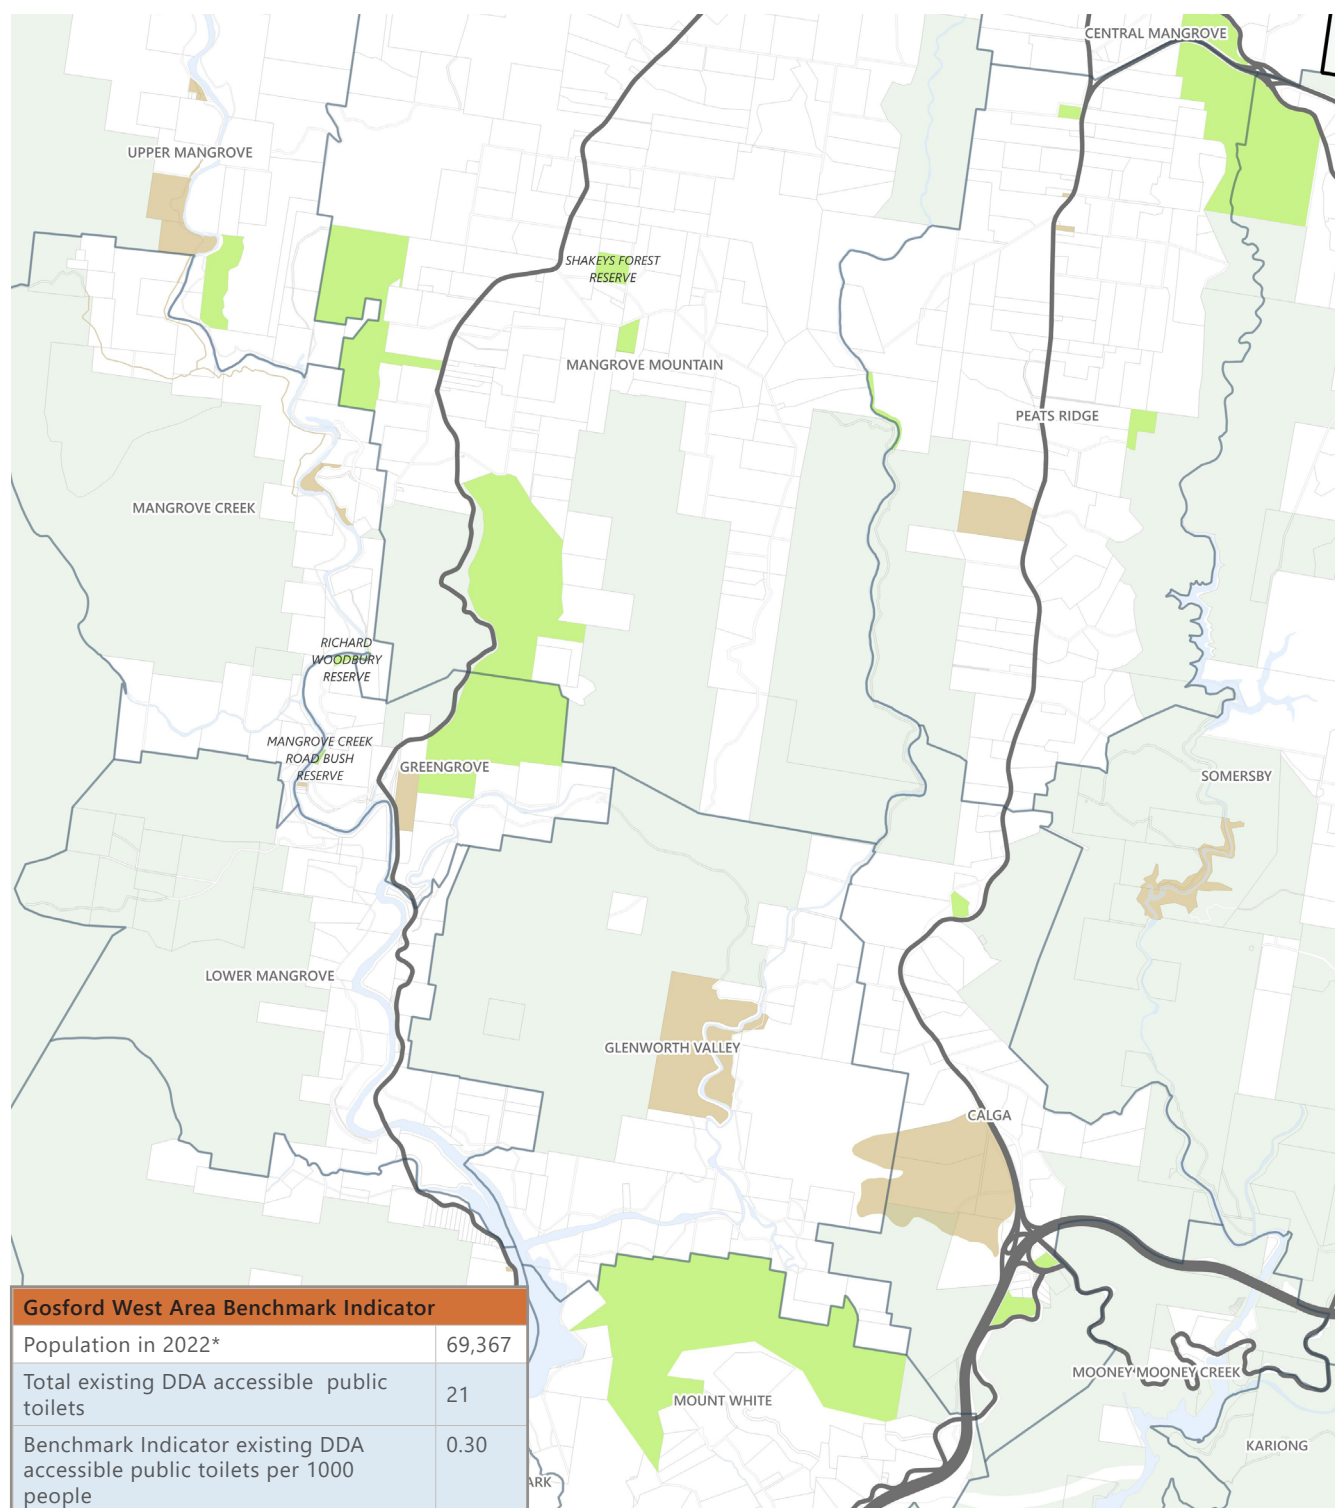 CENTRAL MANGROVE
UPPER MANGROVE
SHAKEYS FOREST
RESERVE
MANGROVE MOUNTAIN
PEATS RIDGE
MANGROVE CREEK
RICHARD
WOODBURY
RESERVE
MANGROVE CREEK
ROAD BUSH
RESERVE
GREENGROVE
SOMERSBY
LOWER MANGROVE
GLENWORTH VALLEY
CALGA
MOONEY MOONEY CREEK
MOUNT WHITE
KARIONG
ARK
Gosford West Area Benchmark Indicator
Population in 2022* 69,367
Total existing DDA accessible public
toilets 21
Benchmark Indicator existing DDA 0.30
accessible public toilets per 1000
people